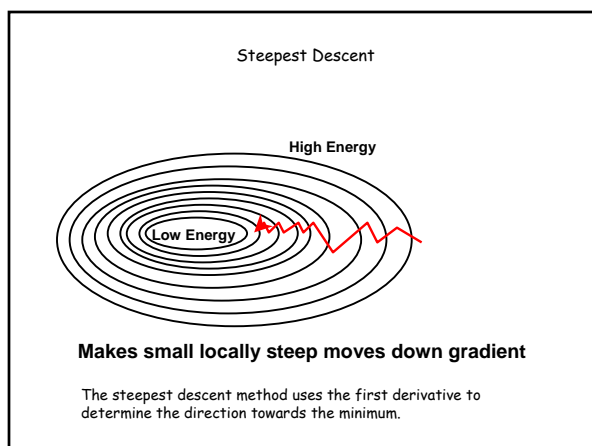 Steepest Descent
High Energy
Low Energy
Makes small locally steep moves down gradient
The steepest descent method uses the first derivative to
determine the direction towards the minimum.